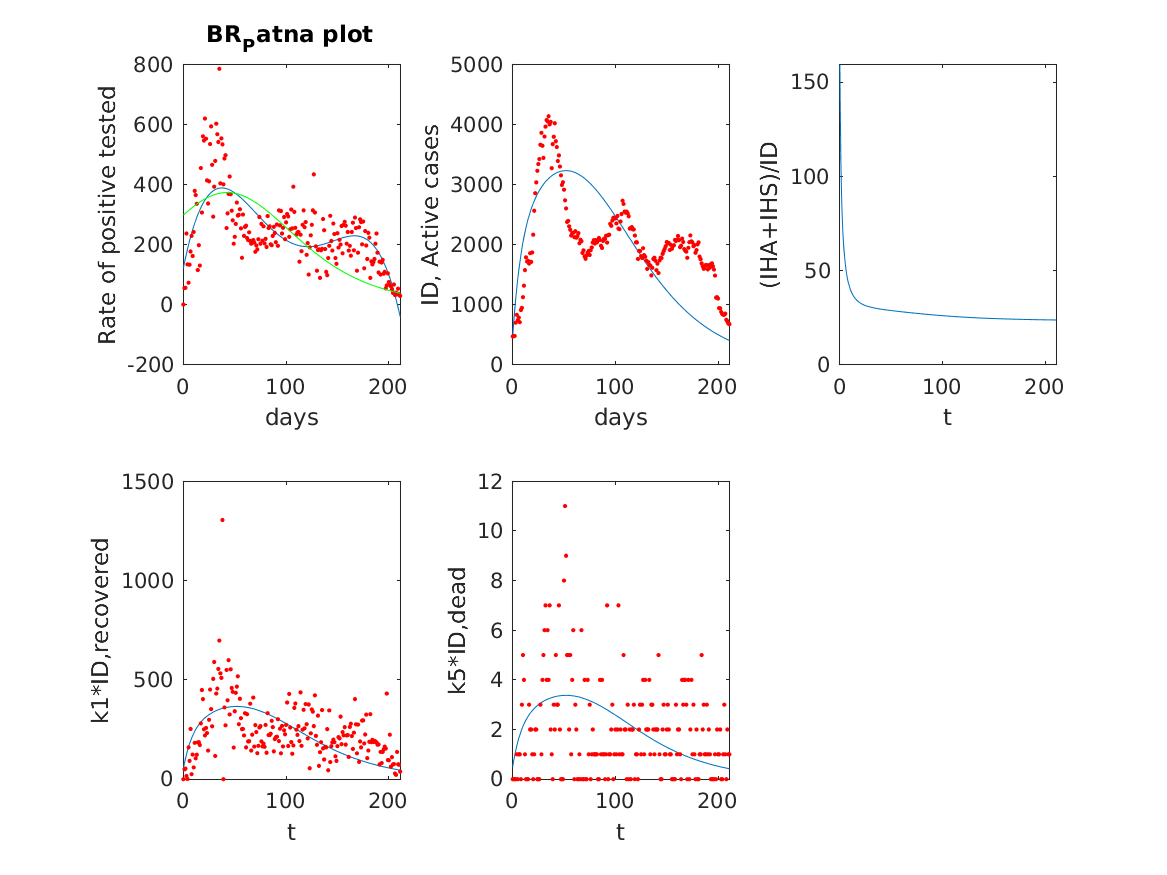 BR_Patna plot
800
600
400
200
0
-200
Rate of positive tested
0 100 200
days
5000
4000
3000
2000
1000
0
ID, Active cases
0 100 200
days
150
100
50
0
(IHA+IHS)/ID
0 100 200
t
1500
1000
500
0
k1*ID,recovered
0 100 200
t
12
10
8
6
4
2
0
k5*ID,dead
0 100 200
t